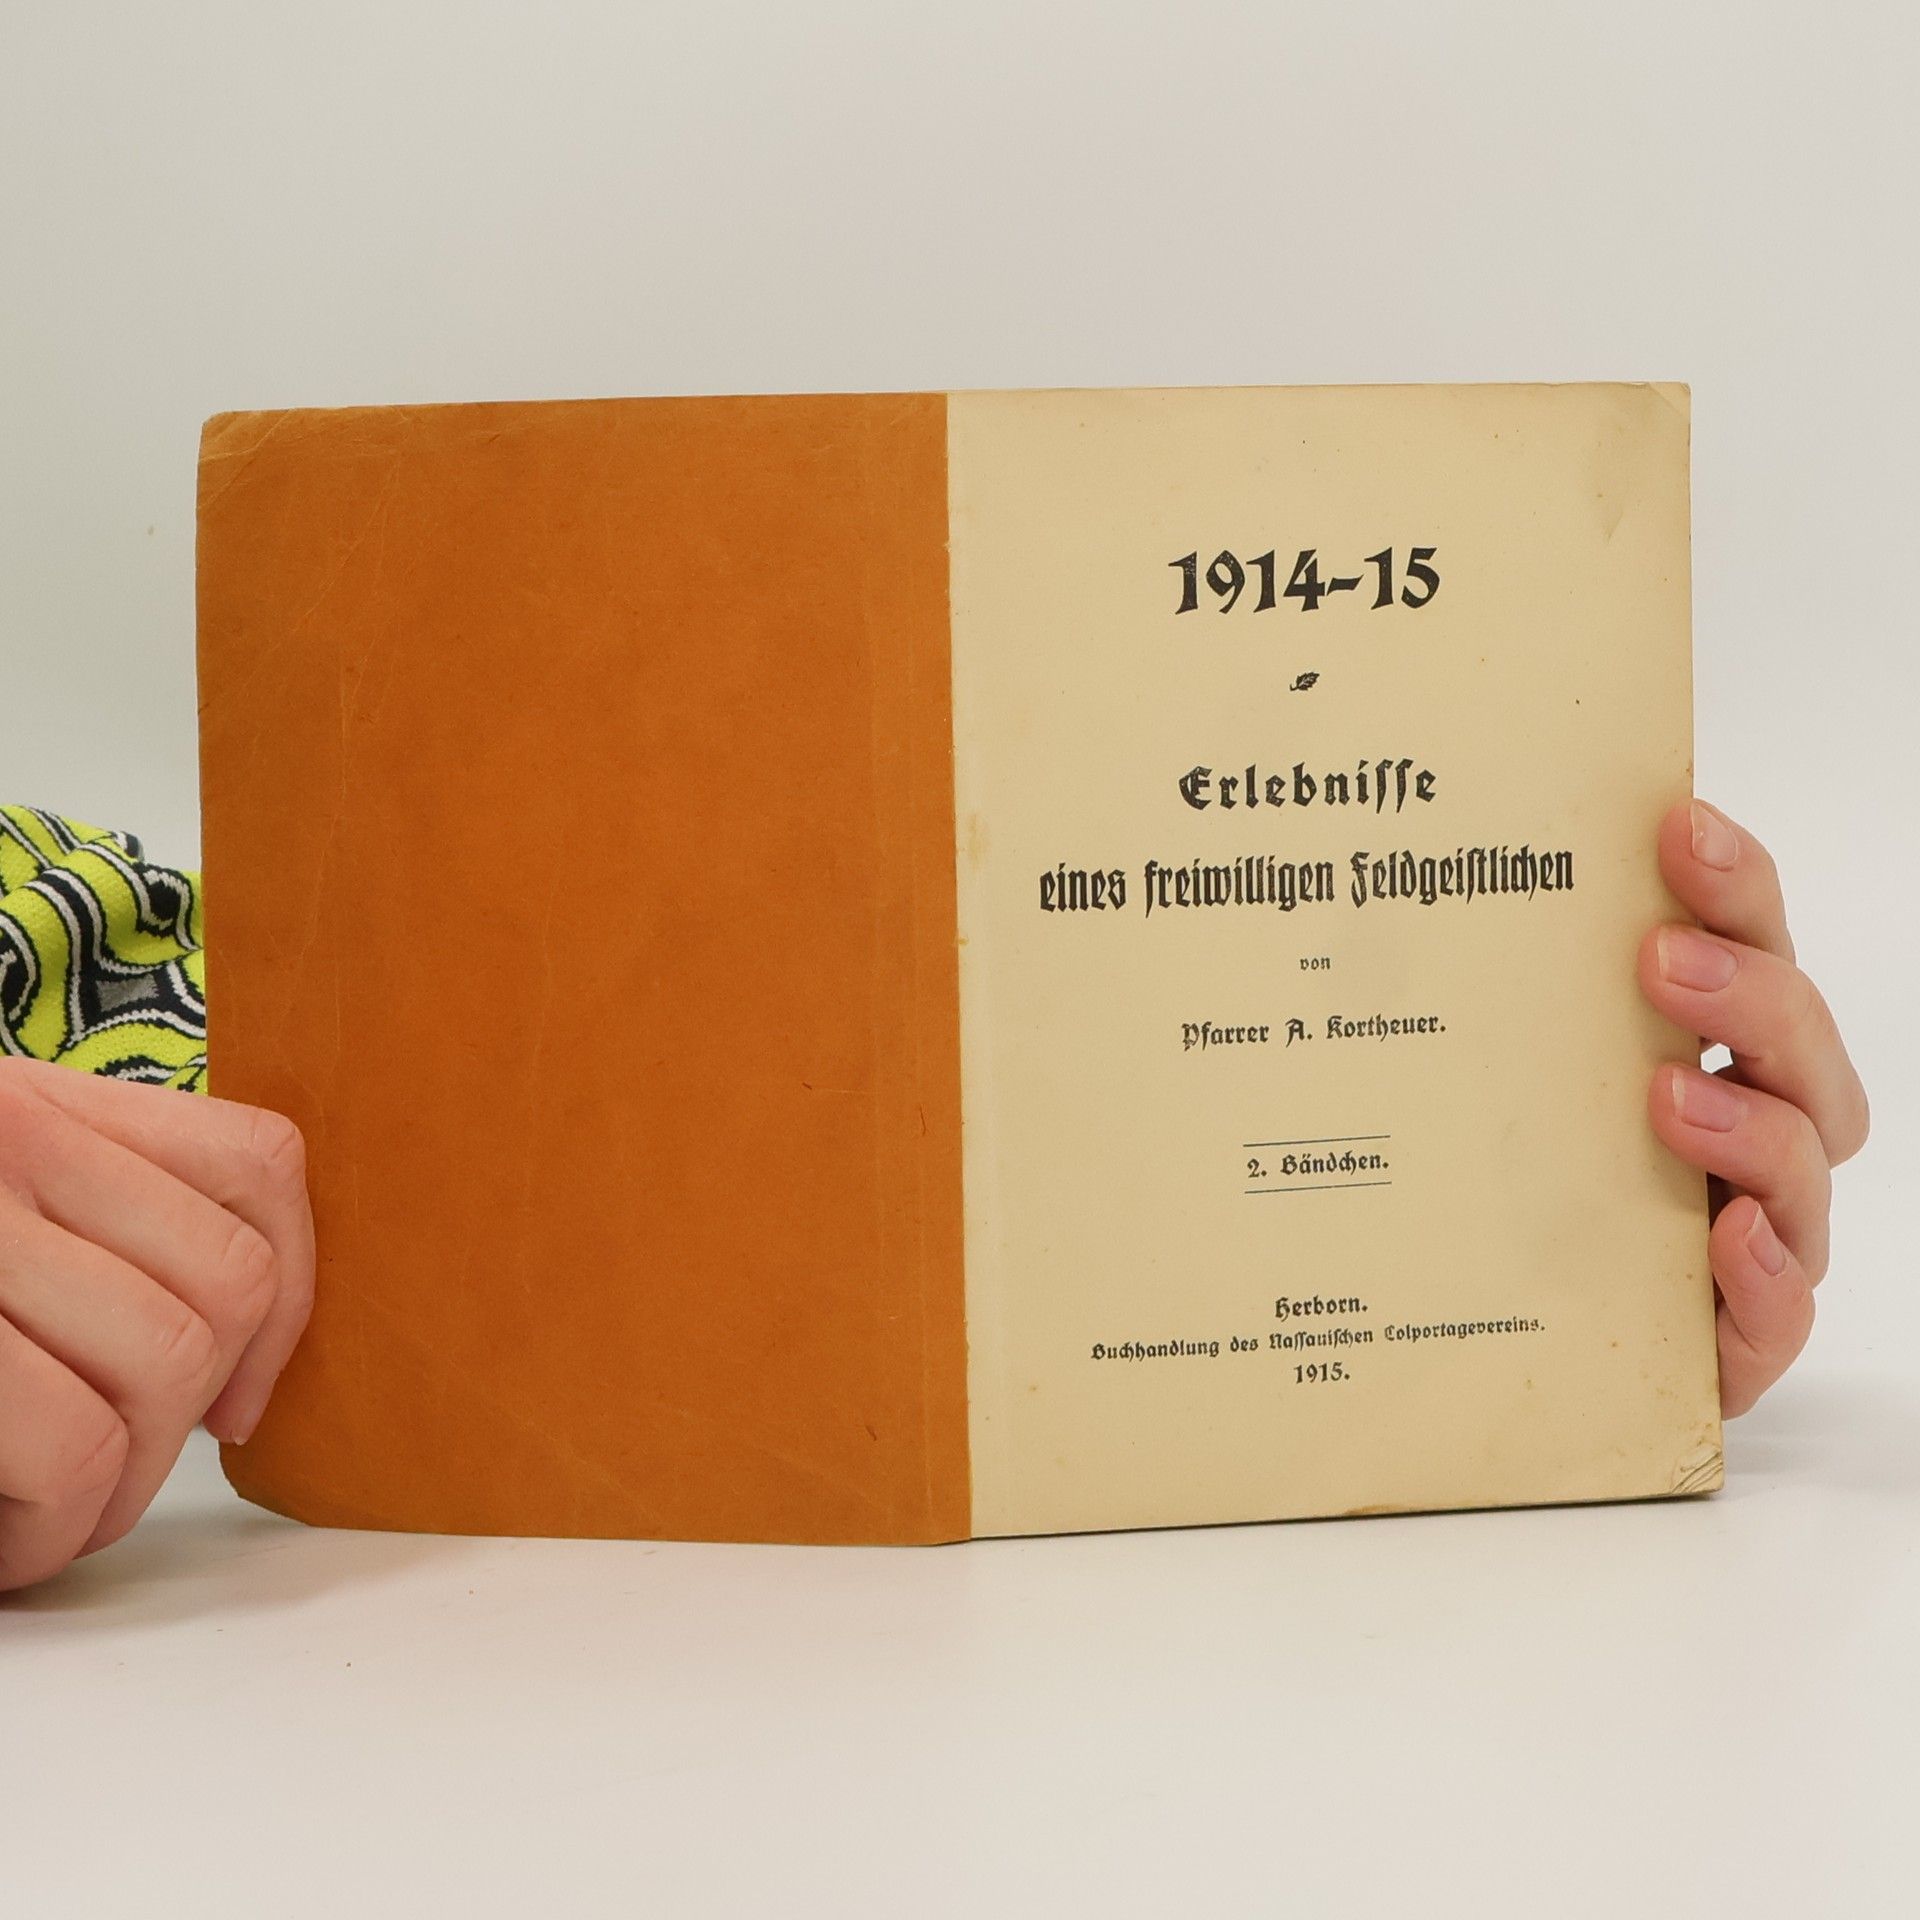 1914-15
Erlebnisse
eines freiwilligen Feldgeistlichen
von
Pfarrer A. Kortheuer.
2. Bändchen.
Herborn.
Buchhandlung des Nassauischen Colportagevereins.
1915.